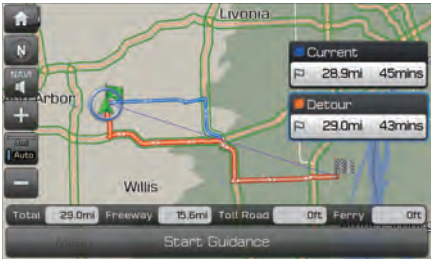 Livonia
N
Current
28.9mi 45mins
NAVI
Arbor
Detour
29.0mi 43mins
Auto
Willis
Total 29.0mi Freeway 15.6mi Toll Road 0ft Ferry 0ft
Start Guidance